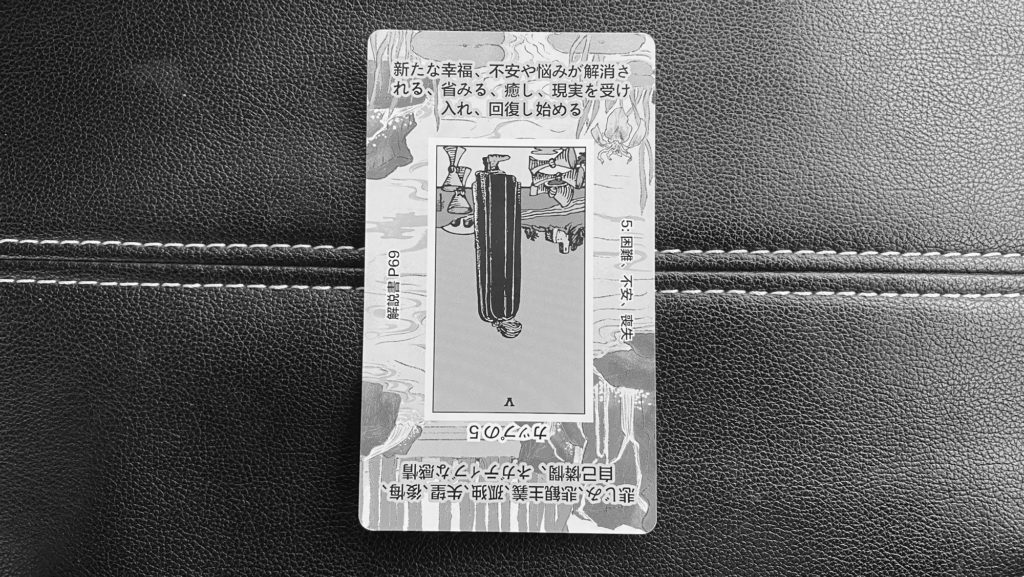 新たな幸福、不安や悩みが解消さ
れる、省みる、癒し、現実を受け
入れ、回復し始める
5: 困難、不安、喪失
解説書 P69
V
カップの5
悲しみ、悲観主義、孤独、失望、後悔、
自己憐憫、ネガティブな感情